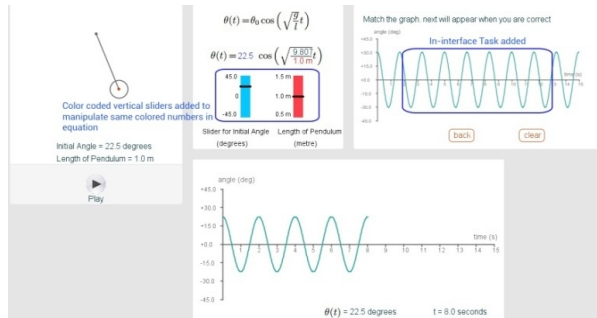 Color coded vertical sliders added to
manipulate same colored numbers in
equation
Initial Angle = 22.5 degrees
Length of Pendulum = 1.0 m
Play
θ(t)=θ₀ cos(√(g/l) t)
θ(t)=22.5 cos(√(9.807/1.0 m) t)
45.0
0
-45.0
1.5 m
1.0 m
0.5 m
Slider for Initial Angle
(degrees)
Length of Pendulum
(metre)
Match the graph. next will appear when you are correct
angle (deg)
In-interface Task added
time (s)
back
clear
angle (deg)
+45.0
+30.0
+15.0
+0.0
-15.0
-30.0
-45.0
1 2 3 4 5 6 7 8 9 10 11 12 13 14 15
time (s)
θ(t) = 22.5 degrees
t= 8.0 seconds